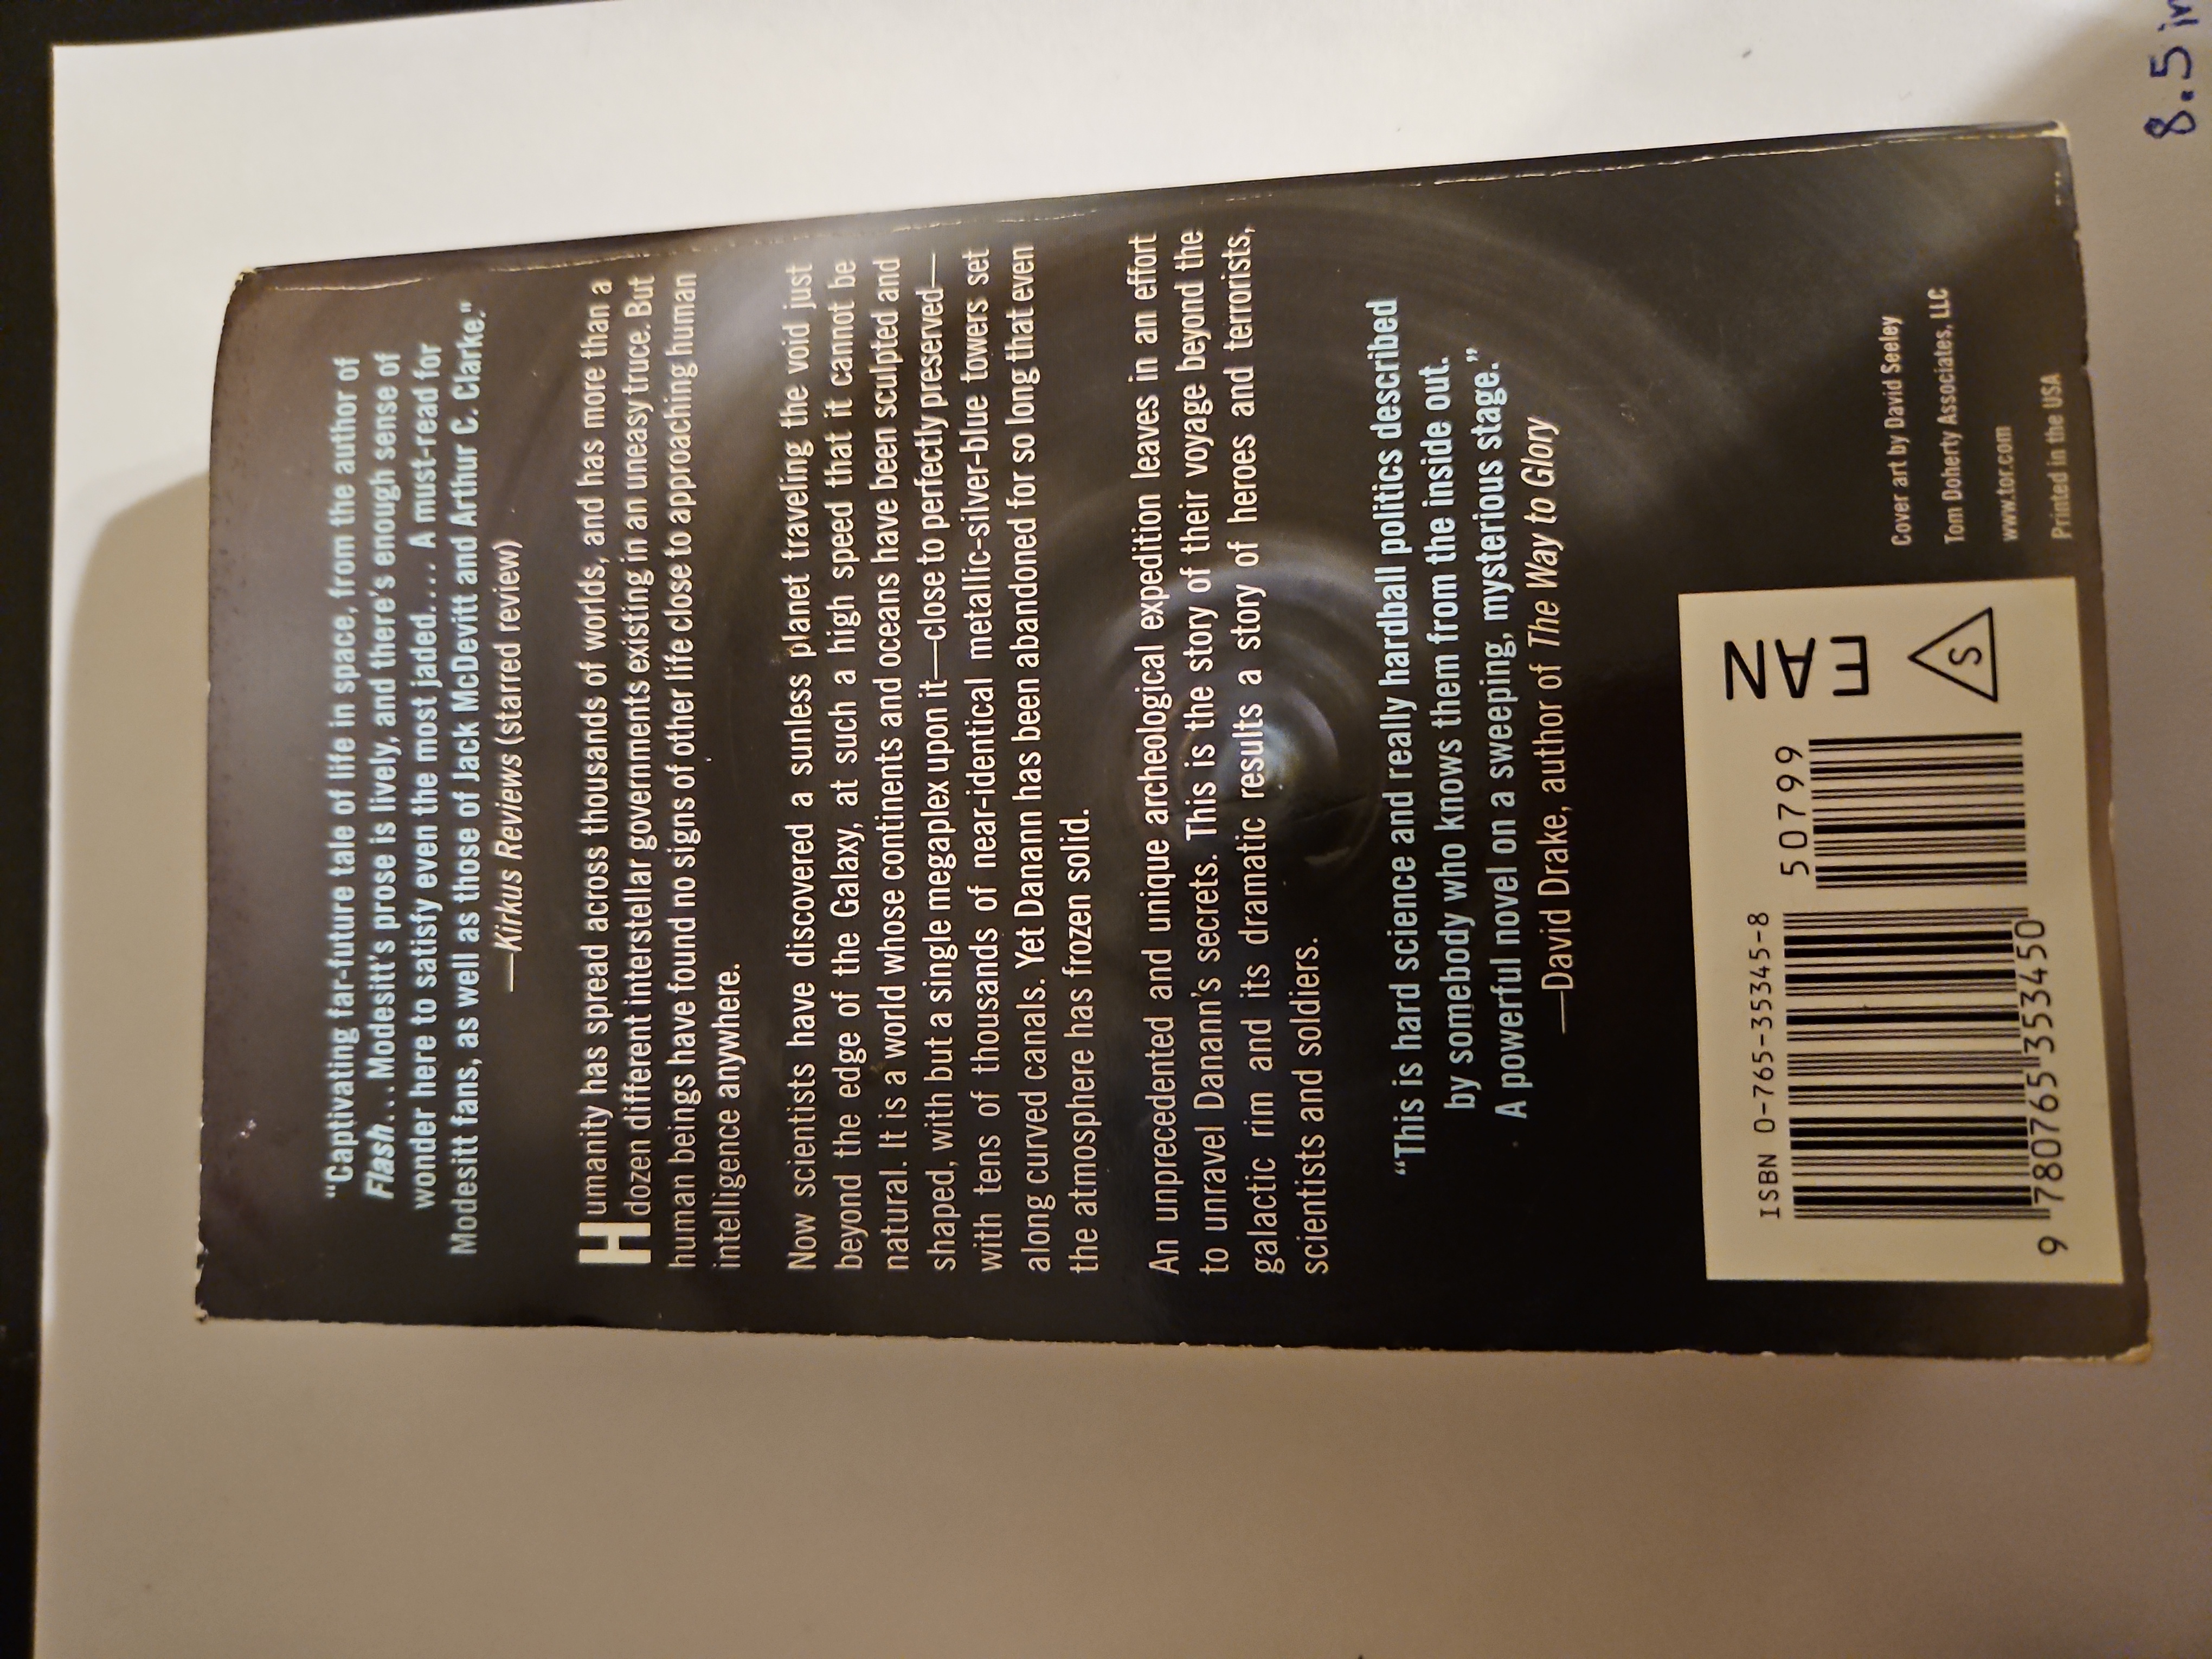 "Captivating far-future tale of life in space, from the author of
Flash... Modesitt's prose is lively, and there's enough sense of
wonder here to satisfy even the most jaded.... A must-read for
Modesitt fans, as well as those of Jack McDevitt and Arthur C. Clarke."
—Kirkus Reviews (starred review)
Humanity has spread across thousands of worlds, and has more than a
dozen different interstellar governments existing in an uneasy truce. But
human beings have found no signs of other life close to approaching human
intelligence anywhere.
Now scientists have discovered a sunless planet traveling the void just
beyond the edge of the Galaxy, at such a high speed that it cannot be
natural. It is a world whose continents and oceans have been sculpted and
shaped, with but a single megaplex upon it—close to perfectly preserved—
with tens of thousands of near-identical metallic-silver-blue towers set
along curved canals. Yet Danann has been abandoned for so long that even
the atmosphere has frozen solid.
An unprecedented and unique archeological expedition leaves in an effort
to unravel Danann's secrets. This is the story of their voyage beyond the
galactic rim and its dramatic results a story of heroes and terrorists,
scientists and soldiers.
"This is hard science and really hardball politics described
by somebody who knows them from the inside out.
A powerful novel on a sweeping, mysterious stage."
—David Drake, author of The Way to Glory
ISBN 0-765-35345-8
50799
EAN
S
9 780765 353450
Cover art by David Seeley
Tom Doherty Associates, LLC
www.tor.com
Printed in the USA
8.5 in